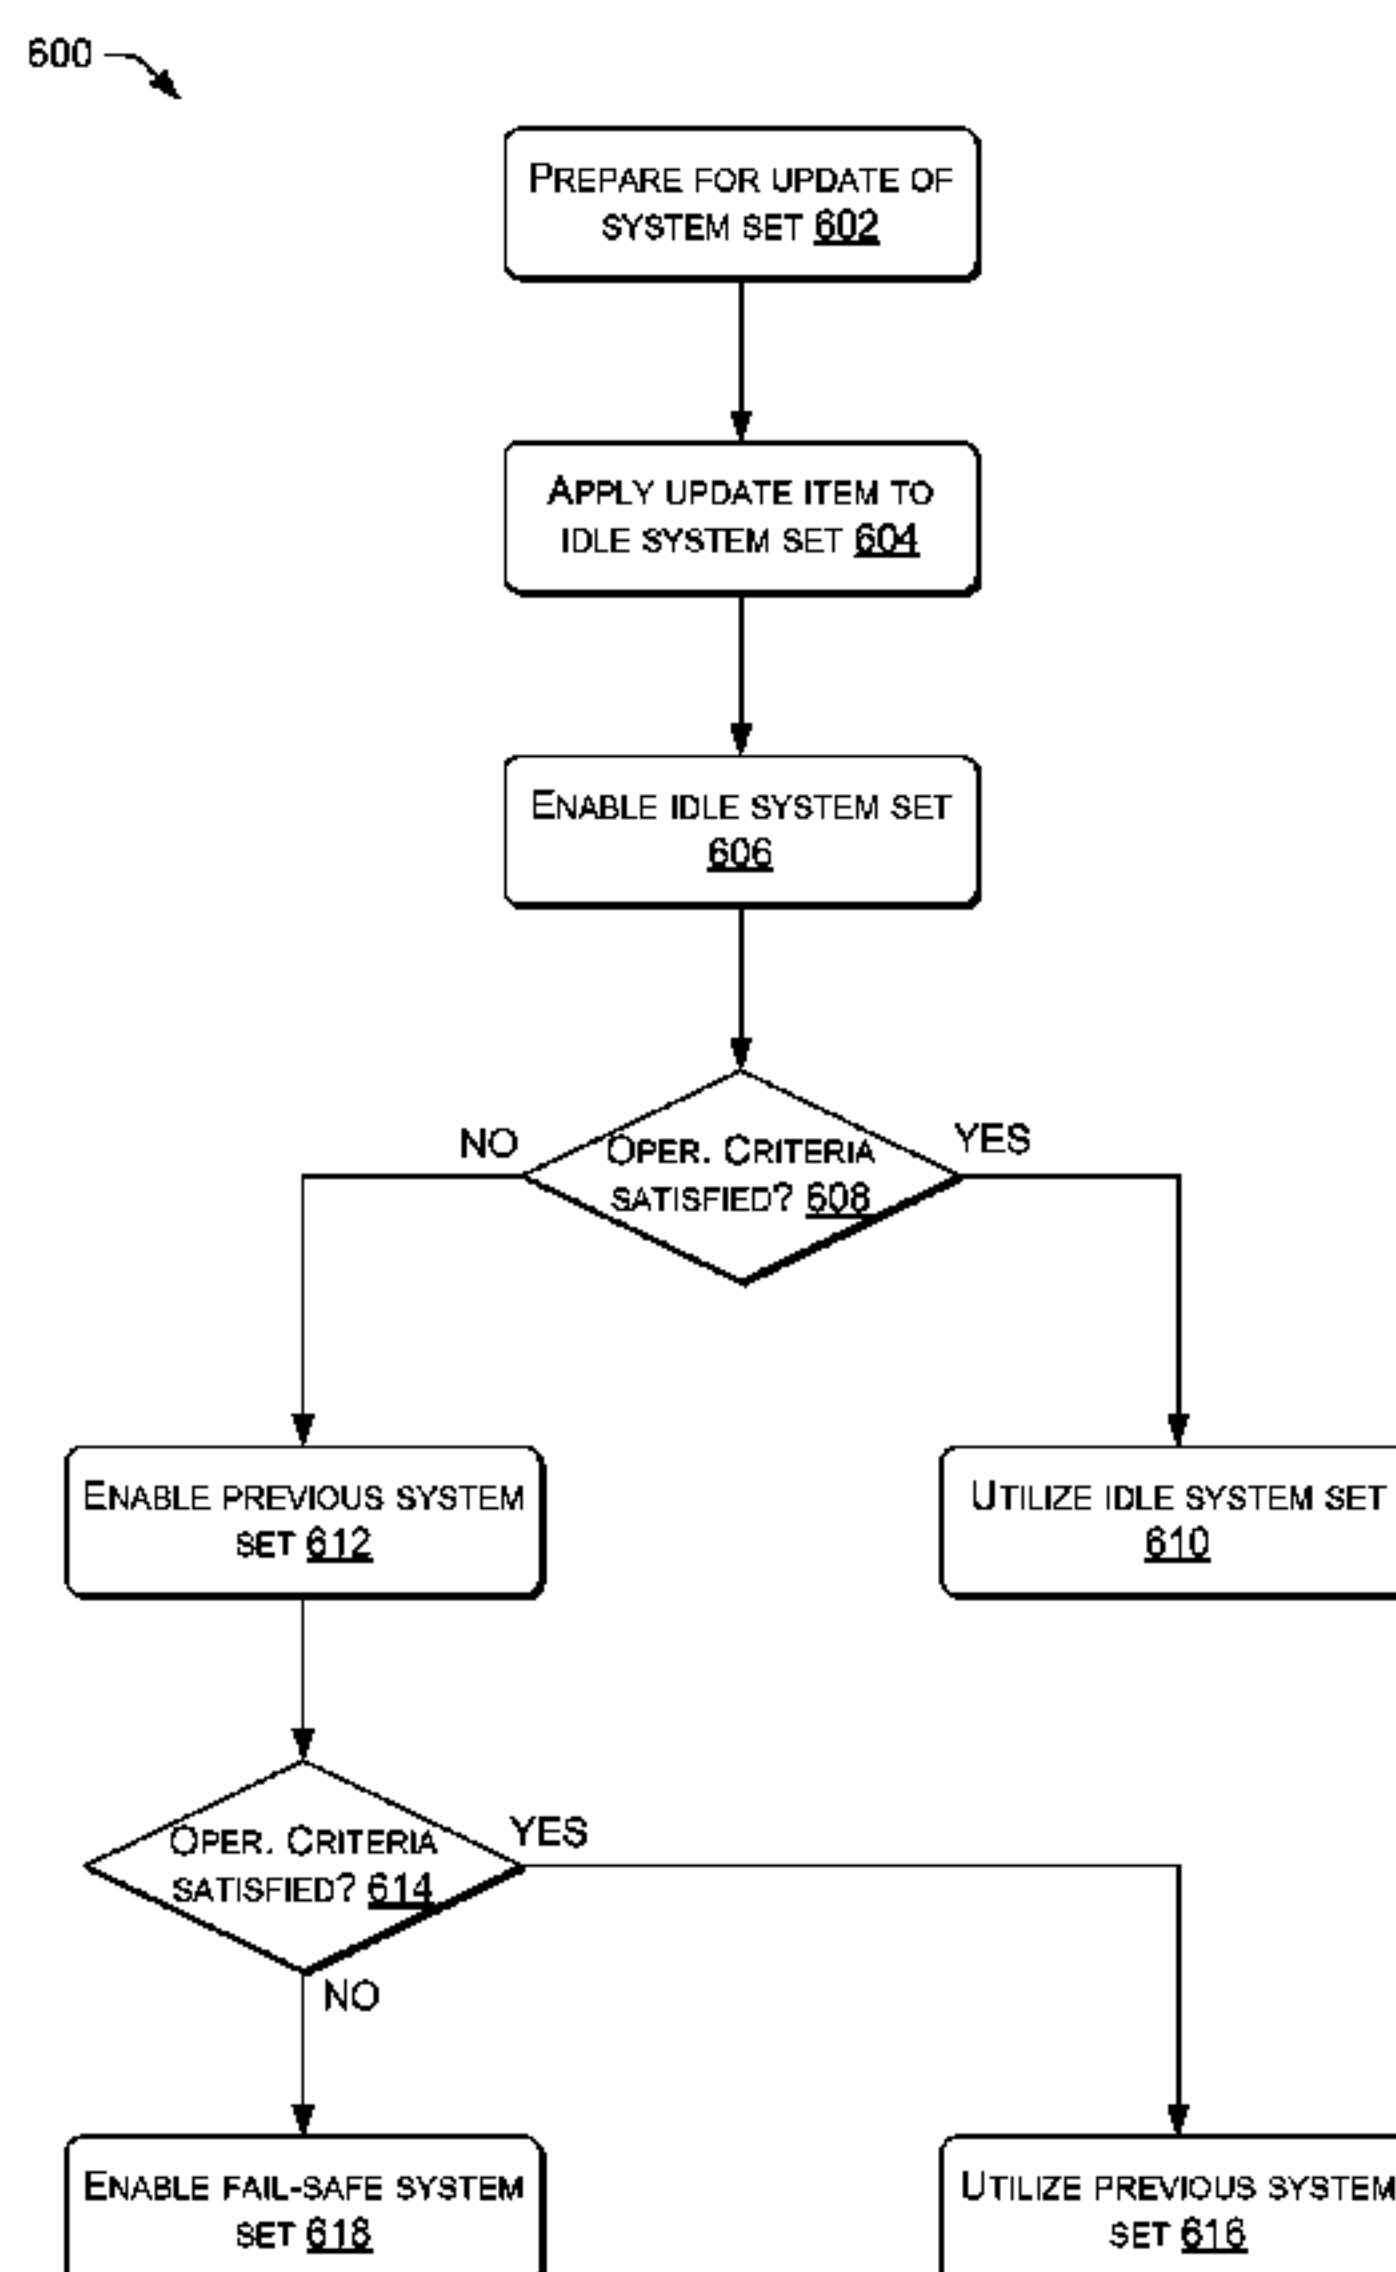 600
PREPARE FOR UPDATE OF
SYSTEM SET 602
APPLY UPDATE ITEM TO
IDLE SYSTEM SET 604
ENABLE IDLE SYSTEM SET
606
NO
YES
OPER. CRITERIA
SATISFIED? 608
ENABLE PREVIOUS SYSTEM
SET 612
UTILIZE IDLE SYSTEM SET
610
OPER. CRITERIA
SATISFIED? 614
YES
NO
ENABLE FAIL-SAFE SYSTEM
SET 618
UTILIZE PREVIOUS SYSTEM
SET 616